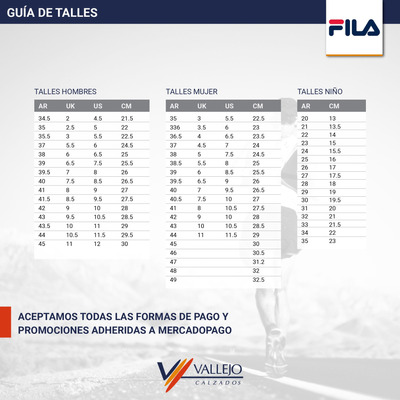 GUÍA DE TALLES
FILA
TALLES HOMBRES
AR UK US CM
34.5 2 4.5 21.5
35 2.5 5 22
35.5 3 5.5 22.5
37 5.5 6 24.5
38 6 6.5 25
39 6.5 7.5 25.5
39.5 7 8 26
40 7.5 8.5 26.5
41 8 9 27
41.5 8.5 9.5 27.5
42 9 10 28
43 9.5 10.5 28.5
43.5 10 11 29
44 10.5 11.5 29.5
45 11 12 30
TALLES MUJER
AR UK US CM
35 3 5.5 22.5
336 3.5 6 23
36 4 6.5 23.5
37 4.5 7 24
38 5 7.5 24.5
38.5 5.5 8 25
39 6 8.5 25.5
39.5 6.5 9 26
40 7 9.5 26.5
40.5 7.5 10 27
41 8 10.5 27.5
42 9 10 28
43 10 10.5 28.5
44 11 11.5 29
45 30
46 30.5
47 31.2
48 32
49 32.5
TALLES NIÑO
AR CM
20 13
21 13.5
22 14
23 15
24 15.5
25 16
26 17
27 17.5
28 18
29 19
30 19.5
31 20
32 21
33 21.5
34 22
35 23
ACEPTAMOS TODAS LAS FORMAS DE PAGO Y
PROMOCIONES ADHERIDAS A MERCADOPAGO
VALLEJO
CALZADOS